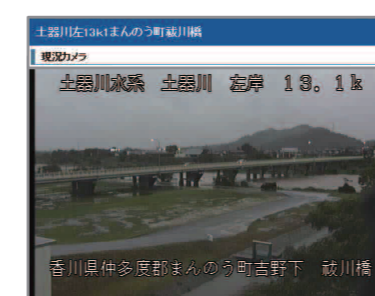 土器川左13k1まんのう町祓川橋
現況カメラ
土器川水系 土器川 左岸 13.1k
香川県仲多度郡まんのう町吉野下 祓川橋